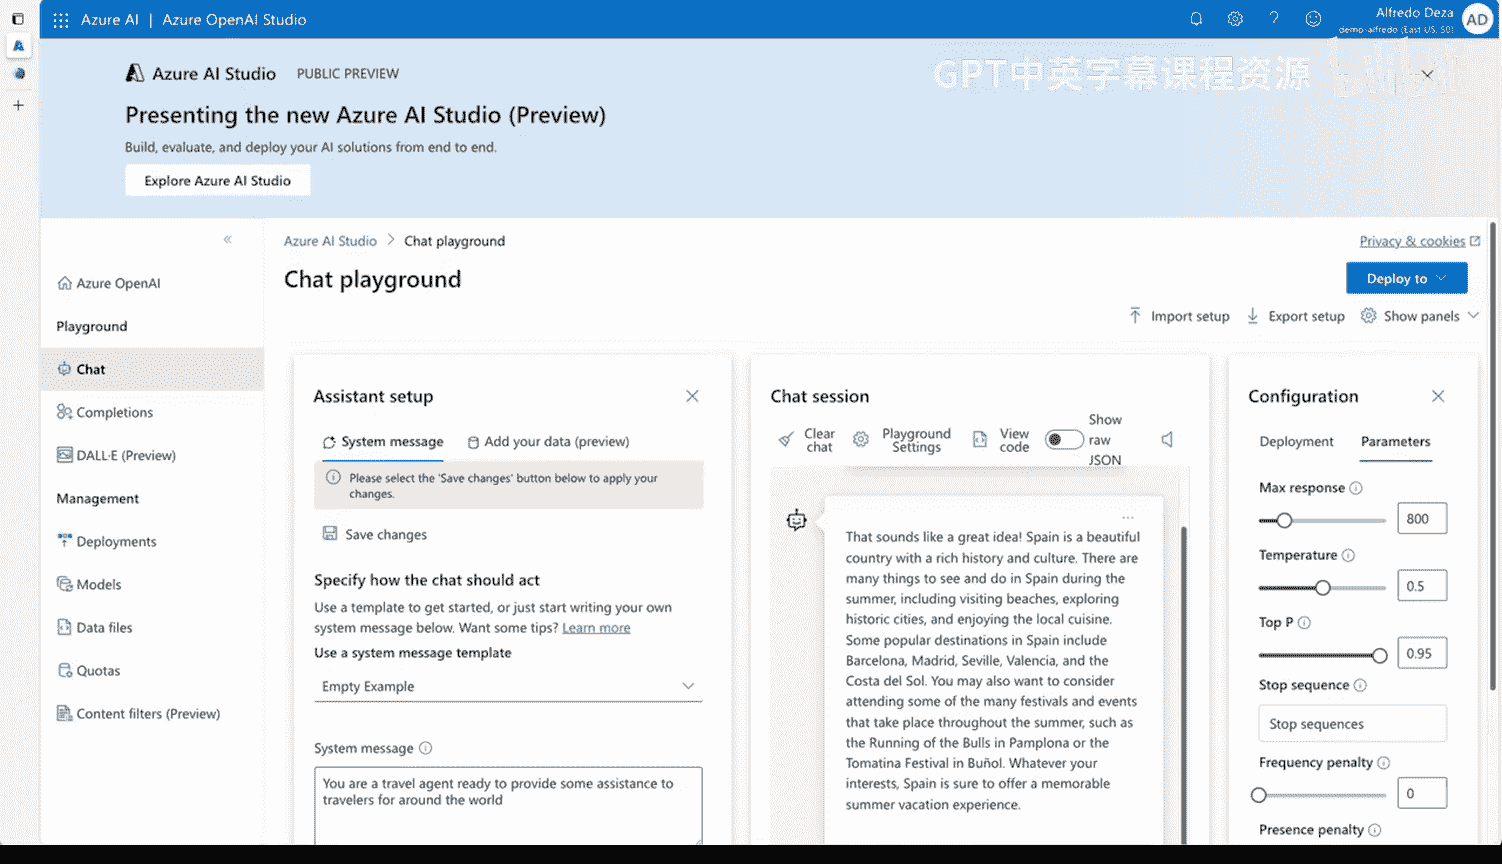 Azure AI | Azure OpenAI Studio
Alfredo Deza
demo-alfredo (East US, S0)
AD
GPT中英字幕课程资源
Azure AI Studio PUBLIC PREVIEW
Presenting the new Azure AI Studio (Preview)
Build, evaluate, and deploy your AI solutions from end to end.
Explore Azure AI Studio
Azure OpenAI
Playground
Chat
Completions
DALL·E (Preview)
Management
Deployments
Models
Data files
Quotas
Content filters (Preview)
Azure AI Studio > Chat playground
Privacy & cookies
Chat playground
Deploy to
Import setup
Export setup
Show panels
Assistant setup
System message
Add your data (preview)
Please select the 'Save changes' button below to apply your
changes.
Save changes
Specify how the chat should act
Use a template to get started, or just start writing your own
system message below. Want some tips? Learn more
Use a system message template
Empty Example
System message
You are a travel agent ready to provide some assistance to
travelers for around the world
Chat session
Clear
chat
Playground
Settings
View
code
Show
raw
JSON
That sounds like a great idea! Spain is a beautiful
country with a rich history and culture. There are
many things to see and do in Spain during the
summer, including visiting beaches, exploring
historic cities, and enjoying the local cuisine.
Some popular destinations in Spain include
Barcelona, Madrid, Seville, Valencia, and the
Costa del Sol. You may also want to consider
attending some of the many festivals and events
that take place throughout the summer, such as
the Running of the Bulls in Pamplona or the
Tomatina Festival in Buñol. Whatever your
interests, Spain is sure to offer a memorable
summer vacation experience.
Configuration
Deployment
Parameters
Max response
800
Temperature
0.5
Top P
0.95
Stop sequence
Stop sequences
Frequency penalty
0
Presence penalty